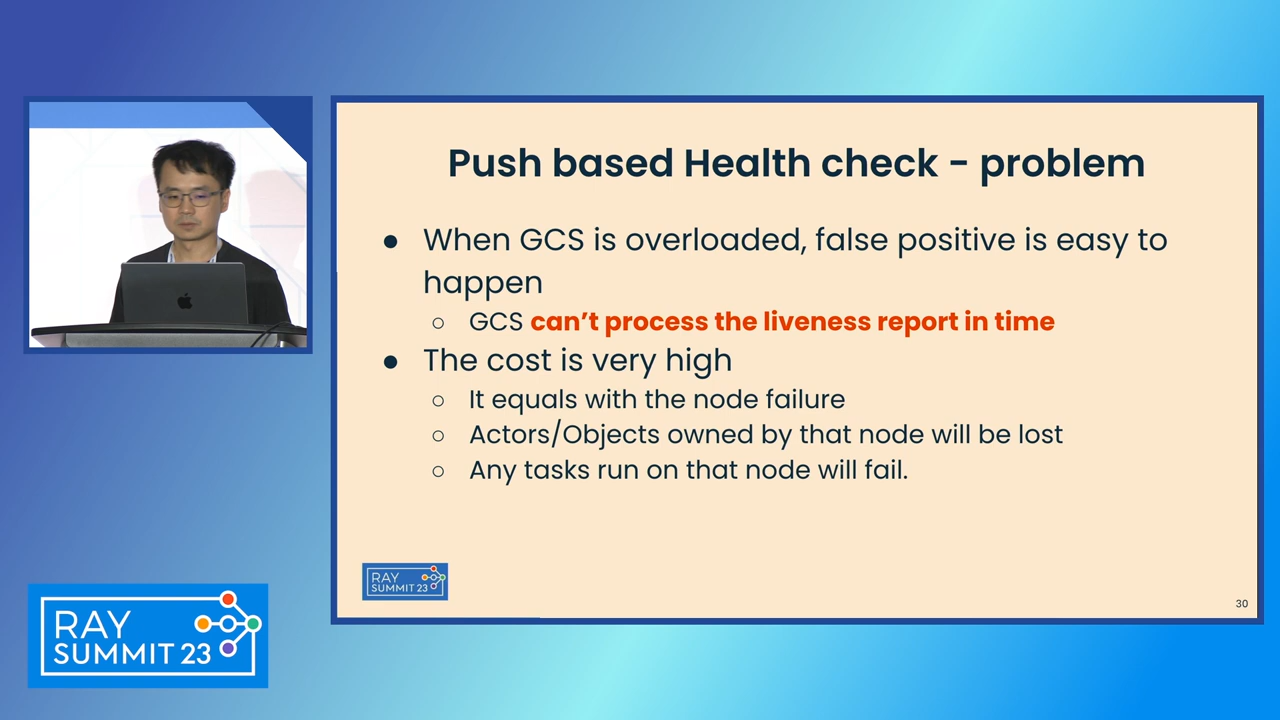 Push based Health check - problem
● When GCS is overloaded, false positive is easy to
happen
○ GCS can't process the liveness report in time
● The cost is very high
○ It equals with the node failure
○ Actors/Objects owned by that node will be lost
○ Any tasks run on that node will fail.
RAY
SUMMIT 23
30
RAY
SUMMIT 23